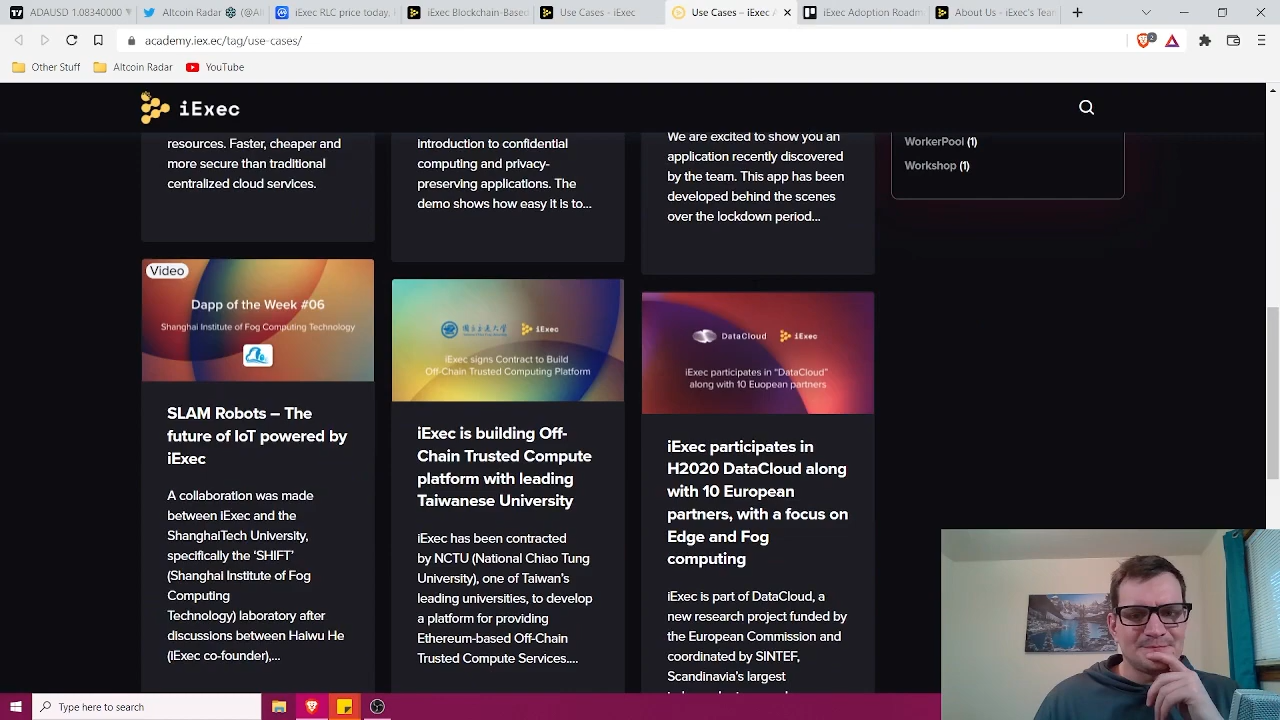 ADAUSD 1.08340000
Altcoin Radar
iExec RLC price today,
iExec Blockchain-Based
Use Cases - iExec
Use Cases – iExec A
iExec Adoption Roadm
About Us - iExec's Tea
academy.iex.ec/tag/use-cases/
2
Other Stuff
Altcoin Radar
YouTube
iExec
resources. Faster, cheaper and
more secure than traditional
centralized cloud services.
Introduction to confidential
computing and privacy-
preserving applications. The
demo shows how easy it is to...
We are excited to show you an
application recently discovered
by the team. This app has been
developed behind the scenes
over the lockdown period...
WorkerPool (1)
Workshop (1)
Video
Dapp of the Week #06
Shanghai Institute of Fog Computing Technology
SLAM Robots – The
future of IoT powered by
iExec
A collaboration was made
between iExec and the
ShanghaiTech University,
specifically the ‘SHIFT’
(Shanghai Institute of Fog
Computing
Technology) laboratory after
discussions between Haiwu He
(iExec co-founder),...
iExec
iExec signs Contract to Build
Off-Chain Trusted Computing Platform
iExec is building Off-
Chain Trusted Compute
platform with leading
Taiwanese University
iExec has been contracted
by NCTU (National Chiao Tung
University), one of Taiwan's
leading universities, to develop
a platform for providing
Ethereum-based Off-Chain
Trusted Compute Services....
DataCloud
iExec
iExec participates in "DataCloud"
along with 10 Euopean partners
iExec participates in
H2020 DataCloud along
with 10 European
partners, with a focus on
Edge and Fog
computing
iExec is part of DataCloud, a
new research project funded by
the European Commission and
coordinated by SINTEF,
Scandinavia's largest
Type here to search